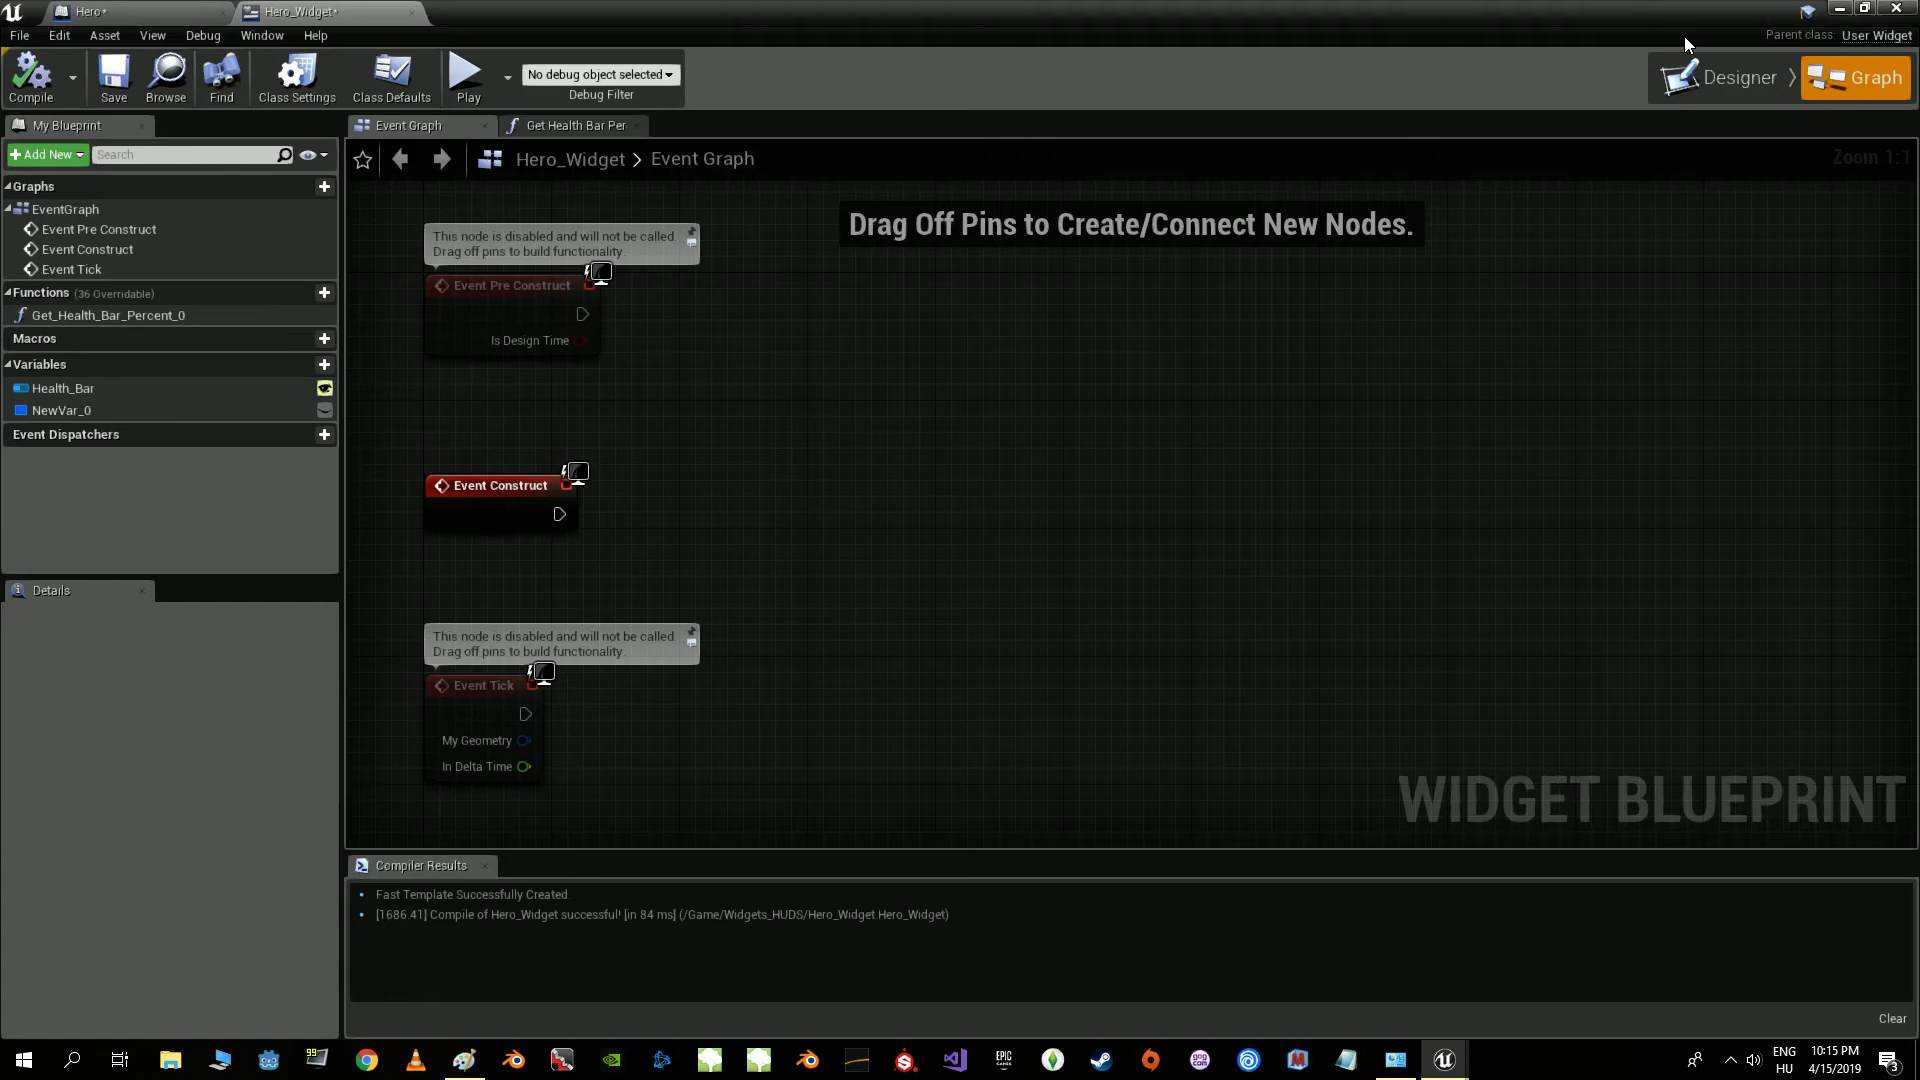 Hero*
Hero_Widget*
File Edit Asset View Debug Window Help
Parent class: User Widget
Compile
Save
Browse
Find
Class Settings
Class Defaults
Play
No debug object selected
Debug Filter
Designer
Graph
My Blueprint
Event Graph
Get Health Bar Per
Add New
Search
Hero_Widget > Event Graph
Zoom 1:1
Graphs
EventGraph
Event Pre Construct
Event Construct
Event Tick
Functions (36 Overridable)
Get_Health_Bar_Percent_0
Macros
Variables
Health_Bar
NewVar_0
Event Dispatchers
Details
Drag Off Pins to Create/Connect New Nodes.
This node is disabled and will not be called.
Drag off pins to build functionality.
Event Pre Construct
Is Design Time
Event Construct
This node is disabled and will not be called.
Drag off pins to build functionality.
Event Tick
My Geometry
In Delta Time
WIDGET BLUEPRINT
Compiler Results
Fast Template Successfully Created.
[1686.41] Compile of Hero_Widget successful! [in 84 ms] (/Game/Widgets_HUDS/Hero_Widget.Hero_Widget)
Clear
99
EPIC
GAMES
ENG
HU
10:15 PM
4/15/2019
3